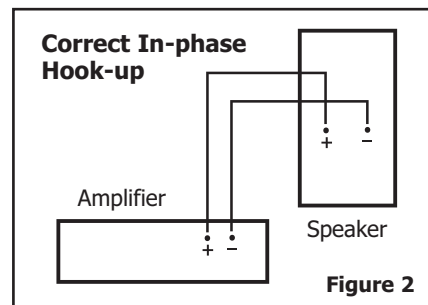 Correct In-phase
Hook-up
+ −
Amplifier
Speaker
+ −
Figure 2